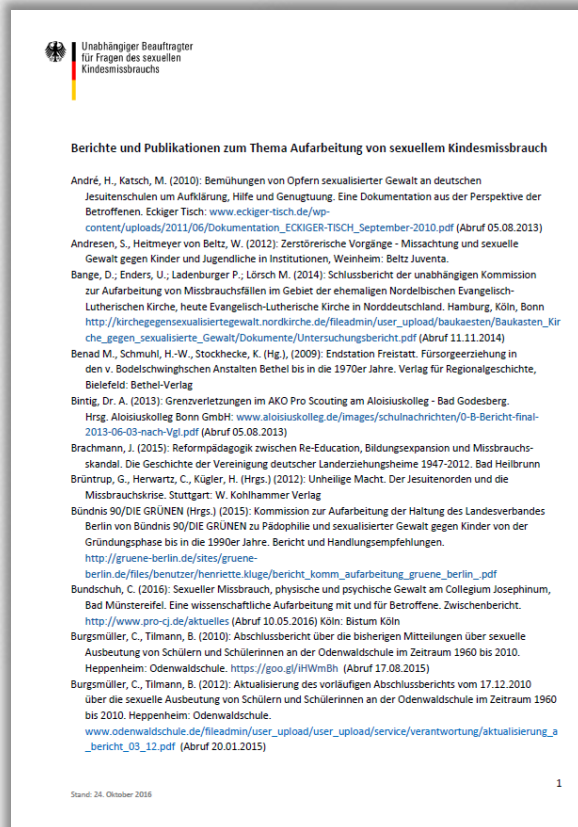 Unabhängiger Beauftragter
für Fragen des sexuellen
Kindesmissbrauchs
Berichte und Publikationen zum Thema Aufarbeitung von sexuellem Kindesmissbrauch
André, H., Katsch, M. (2010): Bemühungen von Opfern sexualisierter Gewalt an deutschen
Jesuitenschulen um Aufklärung, Hilfe und Genugtuung. Eine Dokumentation aus der Perspektive der
Betroffenen. Eckiger Tisch: www.eckiger-tisch.de/wp-
content/uploads/2011/06/Dokumentation_ECKIGER-TISCH_September-2010.pdf (Abruf 05.08.2013)
Andresen, S., Heitmeyer von Beltz, W. (2012): Zerstörerische Vorgänge - Missachtung und sexuelle
Gewalt gegen Kinder und Jugendliche in Institutionen, Weinheim: Beltz Juventa.
Bange, D.; Enders, U.; Ladenburger P.; Lörsch M. (2014): Schlussbericht der unabhängigen Kommission
zur Aufarbeitung von Missbrauchsfällen im Gebiet der ehemaligen Nordelbischen Evangelisch-
Lutherischen Kirche, heute Evangelisch-Lutherische Kirche in Norddeutschland. Hamburg, Köln, Bonn
http://kirchegegensexualisiertegewalt.nordkirche.de/fileadmin/user_upload/baukaesten/Baukasten_Kir
che_gegen_sexualisierte_Gewalt/Dokumente/Untersuchungsbericht.pdf (Abruf 11.11.2014)
Benad M., Schmuhl, H.-W., Stockhecke, K. (Hg.), (2009): Endstation Freistatt. Fürsorgeerziehung in
den v. Bodelschwinghschen Anstalten Bethel bis in die 1970er Jahre. Verlag für Regionalgeschichte,
Bielefeld: Bethel-Verlag
Bintig, Dr. A. (2013): Grenzverletzungen im AKO Pro Scouting am Aloisiuskolleg - Bad Godesberg.
Hrsg. Aloisiuskolleg Bonn GmbH: www.aloisiuskolleg.de/images/schulnachrichten/0-B-Bericht-final-
2013-06-03-nach-Vgl.pdf (Abruf 05.08.2013)
Brachmann, J. (2015): Reformpädagogik zwischen Re-Education, Bildungsexpansion und Missbrauchs-
skandal. Die Geschichte der Vereinigung deutscher Landerziehungsheime 1947-2012. Bad Heilbrunn
Brüntrup, G., Herwartz, C., Kügler, H. (Hrgs.) (2012): Unheilige Macht. Der Jesuitenorden und die
Missbrauchskrise. Stuttgart: W. Kohlhammer Verlag
Bündnis 90/DIE GRÜNEN (Hrgs.) (2015): Kommission zur Aufarbeitung der Haltung des Landesverbandes
Berlin von Bündnis 90/DIE GRÜNEN zu Pädophilie und sexualisierter Gewalt gegen Kinder von der
Gründungsphase bis in die 1990er Jahre. Bericht und Handlungsempfehlungen.
http://gruene-berlin.de/sites/gruene-
berlin.de/files/benutzer/henriette.kluge/bericht_komm_aufarbeitung_gruene_berlin_.pdf
Bundschuh, C. (2016): Sexueller Missbrauch, physische und psychische Gewalt am Collegium Josephinum,
Bad Münstereifel. Eine wissenschaftliche Aufarbeitung mit und für Betroffene. Zwischenbericht.
http://www.pro-cj.de/aktuelles (Abruf 10.05.2016) Köln: Bistum Köln
Burgsmüller, C., Tilmann, B. (2010): Abschlussbericht über die bisherigen Mitteilungen über sexuelle
Ausbeutung von Schülern und Schülerinnen an der Odenwaldschule im Zeitraum 1960 bis 2010.
Heppenheim: Odenwaldschule. https://goo.gl/iHWmBh (Abruf 17.08.2015)
Burgsmüller, C., Tilmann, B. (2012): Aktualisierung des vorläufigen Abschlussberichts vom 17.12.2010
über die sexuelle Ausbeutung von Schülern und Schülerinnen an der Odenwaldschule im Zeitraum 1960
bis 2010. Heppenheim: Odenwaldschule.
www.odenwaldschule.de/fileadmin/user_upload/user_upload/service/verantwortung/aktualisierung_a
_bericht_03_12.pdf (Abruf 20.01.2015)
1
Stand: 24. Oktober 2016